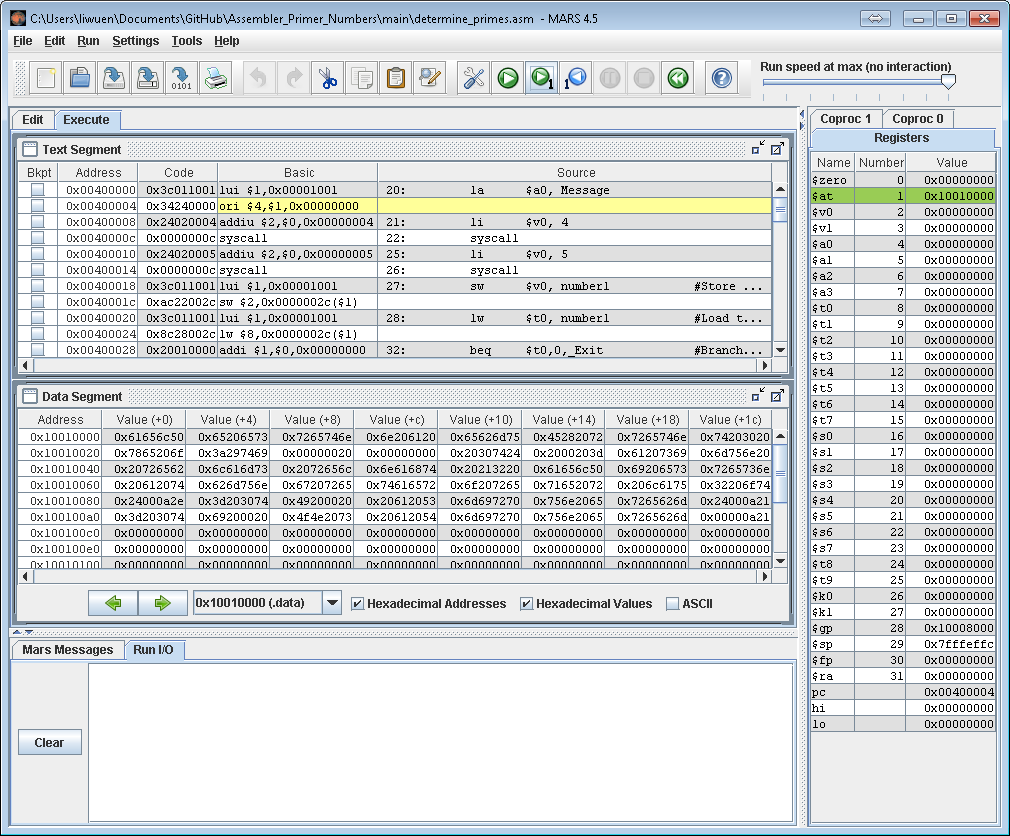 C:\Users\liwuen\Documents\GitHub\Assembler_Primer_Numbers\main\determine_primes.asm - MARS 4.5
File Edit Run Settings Tools Help
Run speed at max (no interaction)
Edit Execute
Text Segment
Bkpt Address Code Basic Source
0x00400000 0x3c011001 lui $1,0x00001001 20: la $a0, Message
0x00400004 0x34240000 ori $4,$1,0x00000000
0x00400008 0x24020004 addiu $2,$0,0x00000004 21: li $v0, 4
0x0040000c 0x0000000c syscall 22: syscall
0x00400010 0x24020005 addiu $2,$0,0x00000005 25: li $v0, 5
0x00400014 0x0000000c syscall 26: syscall
0x00400018 0x3c011001 lui $1,0x00001001 27: sw $v0, number1 #Store ...
0x0040001c 0xac22002c sw $2,0x0000002c($1)
0x00400020 0x3c011001 lui $1,0x00001001 28: lw $t0, number1 #Load t...
0x00400024 0x8c28002c lw $8,0x0000002c($1)
0x00400028 0x20010000 addi $1,$0,0x00000000 32: beq $t0,0,_Exit #Branch...
Data Segment
Address Value (+0) Value (+4) Value (+8) Value (+c) Value (+10) Value (+14) Value (+18) Value (+1c)
0x10010000 0x61656c50 0x65206573 0x7265746e 0x6e206120 0x65626d75 0x45282072 0x7265746e 0x74203020
0x10010020 0x7865206f 0x3a297469 0x00000020 0x00000000 0x20307424 0x2000203d 0x61207369 0x6d756e20
0x10010040 0x20726562 0x6c616d73 0x2072656c 0x6e616874 0x20213220 0x61656c50 0x69206573 0x7265736e
0x10010060 0x20612074 0x626d756e 0x67207265 0x74616572 0x6f207265 0x71652072 0x206c6175 0x32206f74
0x10010080 0x24000a2e 0x3d203074 0x49200020 0x20612053 0x6d697270 0x756e2065 0x7265626d 0x24000a21
0x100100a0 0x3d203074 0x69200020 0x4f4e2073 0x20612054 0x6d697270 0x756e2065 0x7265626d 0x00000a21
0x100100c0 0x00000000 0x00000000 0x00000000 0x00000000 0x00000000 0x00000000 0x00000000 0x00000000
0x100100e0 0x00000000 0x00000000 0x00000000 0x00000000 0x00000000 0x00000000 0x00000000 0x00000000
0x10010100 0x00000000 0x00000000 0x00000000 0x00000000 0x00000000 0x00000000 0x00000000 0x00000000
0x10010000 (.data) Hexadecimal Addresses Hexadecimal Values ASCII
Mars Messages Run I/O
Clear
Coproc 1 Coproc 0
Registers
Name Number Value
$zero 0 0x00000000
$at 1 0x10010000
$v0 2 0x00000000
$v1 3 0x00000000
$a0 4 0x00000000
$a1 5 0x00000000
$a2 6 0x00000000
$a3 7 0x00000000
$t0 8 0x00000000
$t1 9 0x00000000
$t2 10 0x00000000
$t3 11 0x00000000
$t4 12 0x00000000
$t5 13 0x00000000
$t6 14 0x00000000
$t7 15 0x00000000
$s0 16 0x00000000
$s1 17 0x00000000
$s2 18 0x00000000
$s3 19 0x00000000
$s4 20 0x00000000
$s5 21 0x00000000
$s6 22 0x00000000
$s7 23 0x00000000
$t8 24 0x00000000
$t9 25 0x00000000
$k0 26 0x00000000
$k1 27 0x00000000
$gp 28 0x10008000
$sp 29 0x7fffeffc
$fp 30 0x00000000
$ra 31 0x00000000
pc 0x00400004
hi 0x00000000
lo 0x00000000